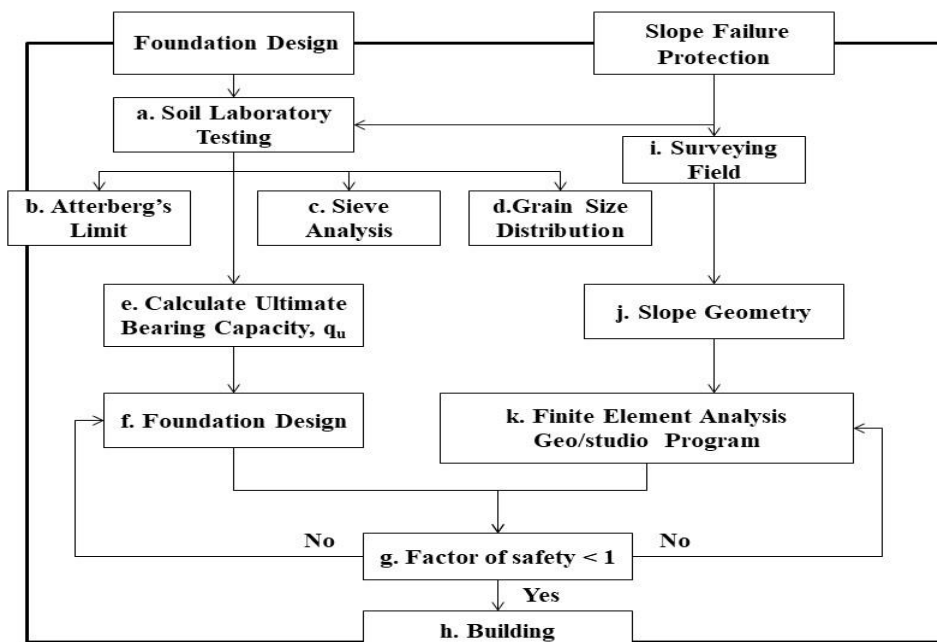 Foundation Design
Slope Failure
Protection
a. Soil Laboratory
Testing
i. Surveying
Field
b. Atterberg's
Limit
c. Sieve
Analysis
d.Grain Size
Distribution
e. Calculate Ultimate
Bearing Capacity, qu
j. Slope Geometry
f. Foundation Design
k. Finite Element Analysis
Geo/studio Program
No
g. Factor of safety < 1
No
Yes
h. Building